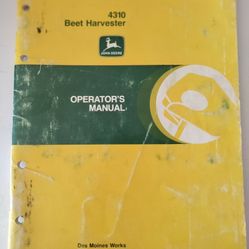 4310
Beet Harvester
JOHN DEERE
OPERATOR'S
MANUAL
Des Moines Works